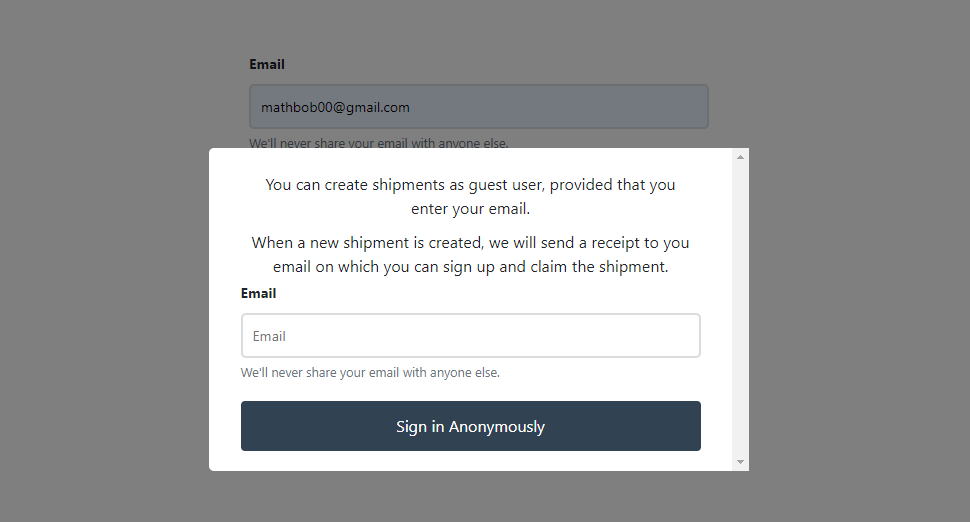 Email
mathbob00@gmail.com
We'll never share your email with anyone else.
You can create shipments as guest user, provided that you
enter your email.
When a new shipment is created, we will send a receipt to you
email on which you can sign up and claim the shipment.
Email
Email
We'll never share your email with anyone else.
Sign in Anonymously